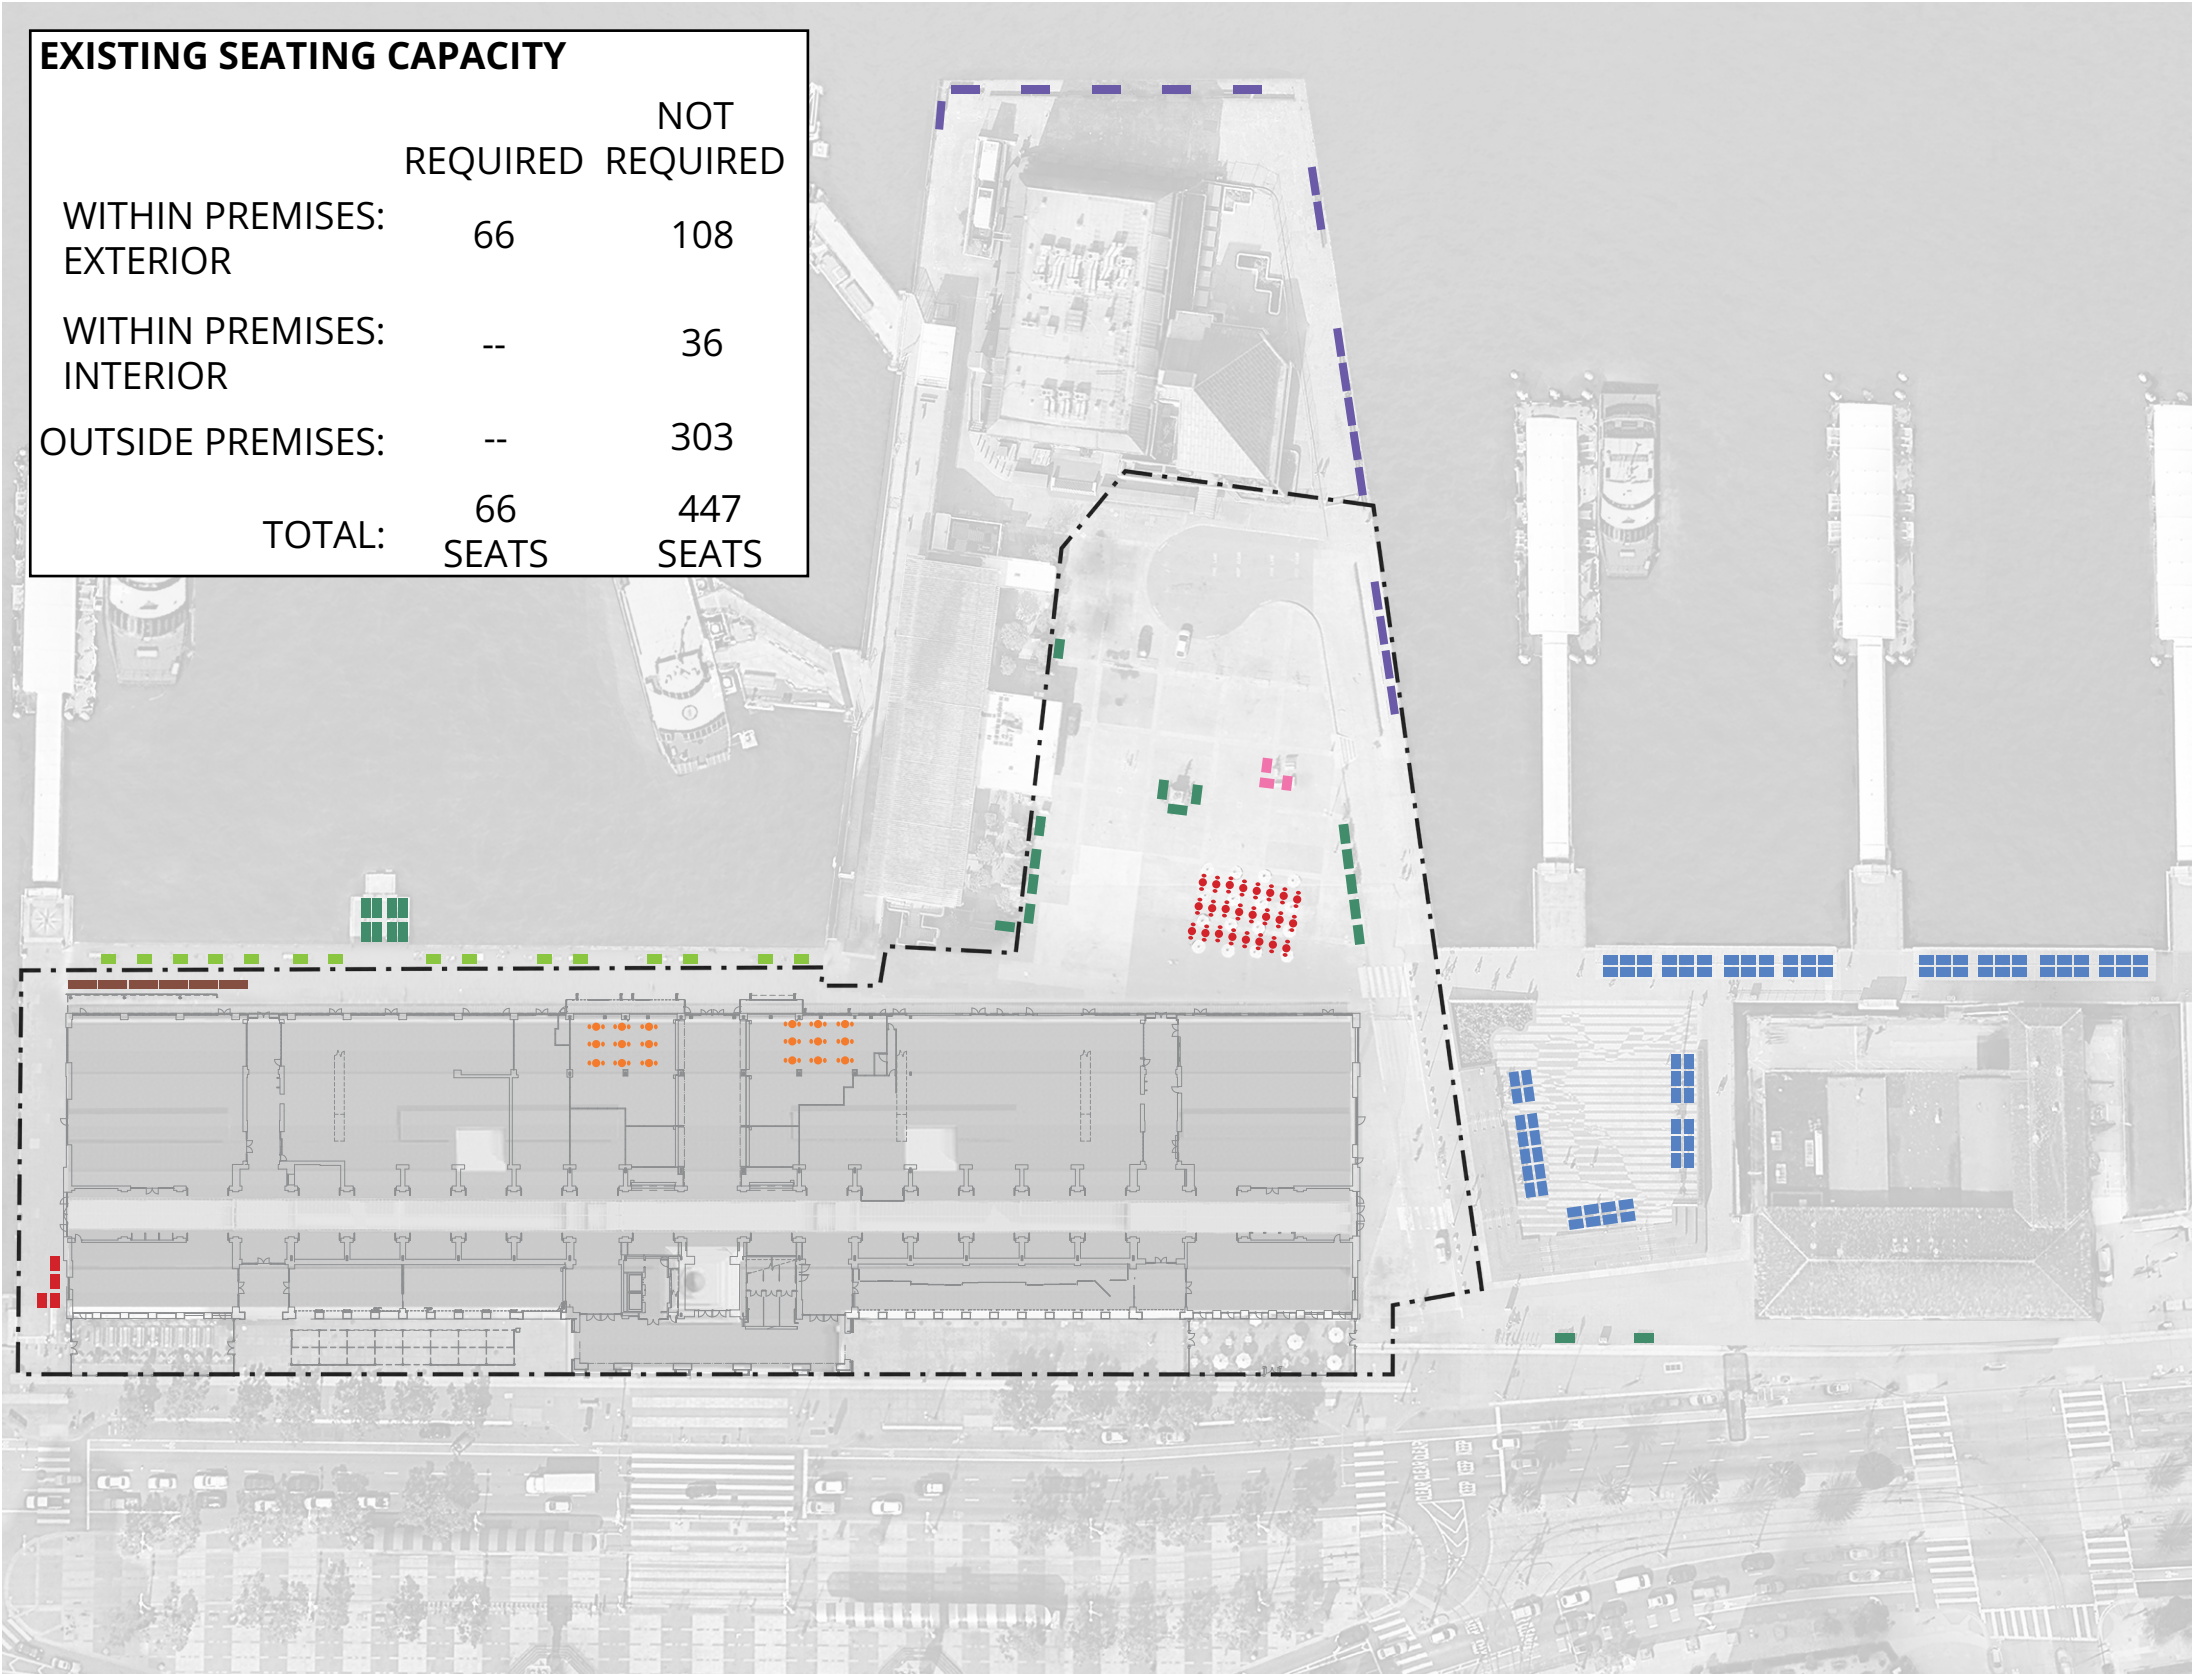 EXISTING SEATING CAPACITY
NOT
REQUIRED REQUIRED
WITHIN PREMISES:
EXTERIOR
66 108
WITHIN PREMISES:
INTERIOR
-- 36
OUTSIDE PREMISES: -- 303
TOTAL:
66 447
SEATS SEATS